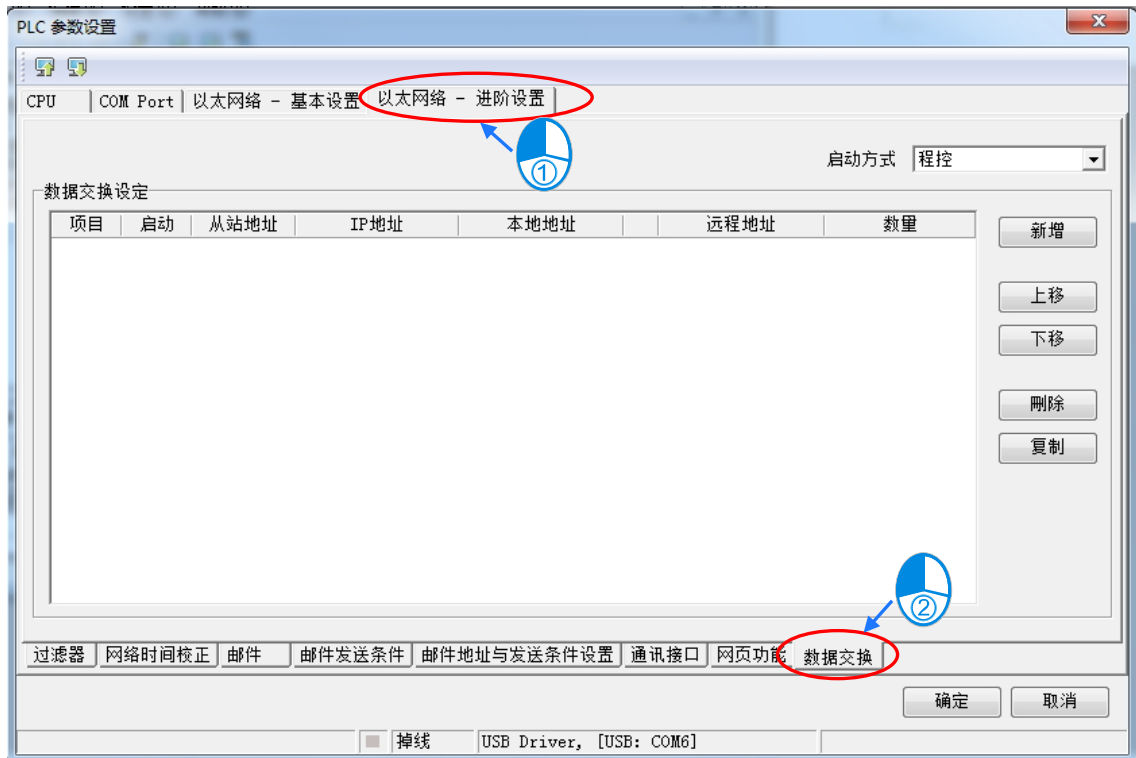 PLC 参数设置
CPU COM Port 以太网络 - 基本设置 以太网络 - 进阶设置
①
启动方式 程控
数据交换设定
项目 启动 从站地址 IP地址 本地地址 远程地址 数量
新增
上移
下移
删除
复制
②
过滤器 网络时间校正 邮件 邮件发送条件 邮件地址与发送条件设置 通讯接口 网页功能 数据交换
确定 取消
掉线 USB Driver, [USB: COM6]